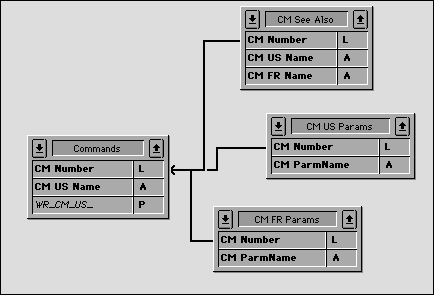 CM See Also
CM Number L
CM US Name A
CM FR Name A
CM US Params
CM Number L
CM ParmName A
Commands
CM Number L
CM US Name A
WR_CM_US_ P
CM FR Params
CM Number L
CM ParmName A